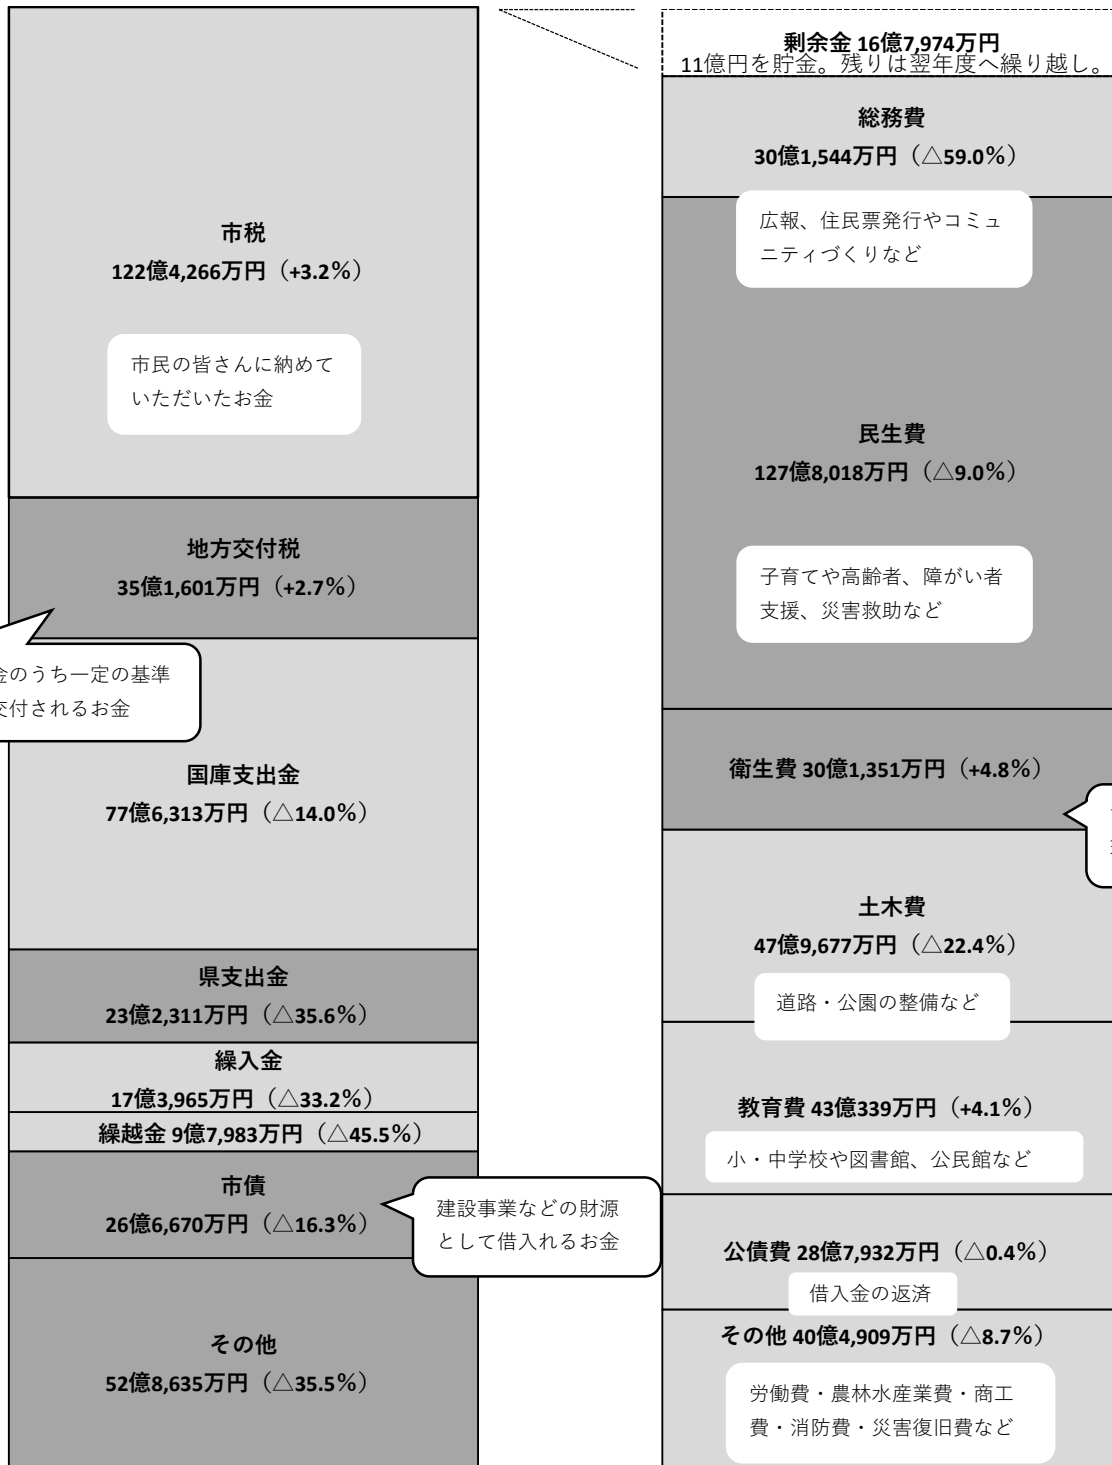 市税
122億4,266万円（+3.2％）
市民の皆さんに納めて
いただいたお金
地方交付税
35億1,601万円（+2.7％）
金のうち一定の基準
交付されるお金
国庫支出金
77億6,313万円（△14.0％）
県支出金
23億2,311万円（△35.6％）
繰入金
17億3,965万円（△33.2％）
繰越金 9億7,983万円（△45.5％）
市債
26億6,670万円（△16.3％）
建設事業などの財源
として借入れるお金
その他
52億8,635万円（△35.5％）
剰余金 16億7,974万円
11億円を貯金。残りは翌年度へ繰り越し。
総務費
30億1,544万円（△59.0％）
広報、住民票発行やコミュ
ニティづくりなど
民生費
127億8,018万円（△9.0％）
子育てや高齢者、障がい者
支援、災害救助など
衛生費 30億1,351万円（+4.8％）
土木費
47億9,677万円（△22.4％）
道路・公園の整備など
教育費 43億339万円（+4.1％）
小・中学校や図書館、公民館など
公債費 28億7,932万円（△0.4％）
借入金の返済
その他 40億4,909万円（△8.7％）
労働費・農林水産業費・商工
費・消防費・災害復旧費など